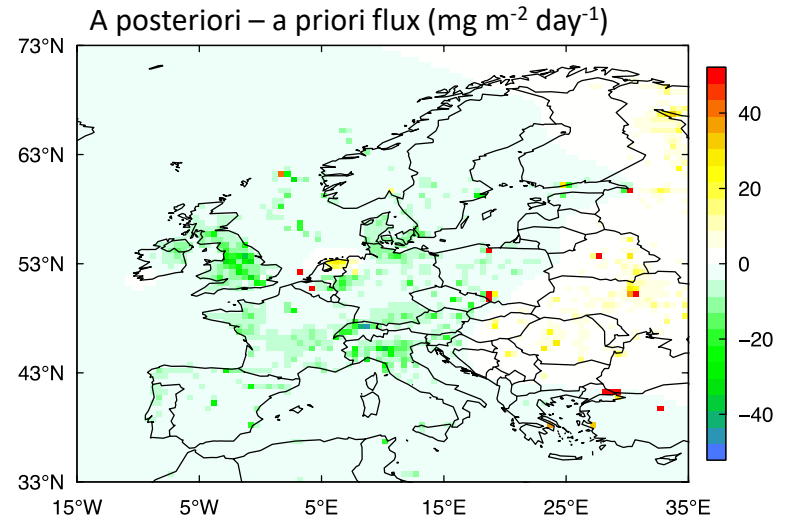 A posteriori – a priori flux (mg m⁻² day⁻¹)
73°N
63°N
53°N
43°N
33°N
15°W
5°W
5°E
15°E
25°E
35°E
40
20
0
−20
−40